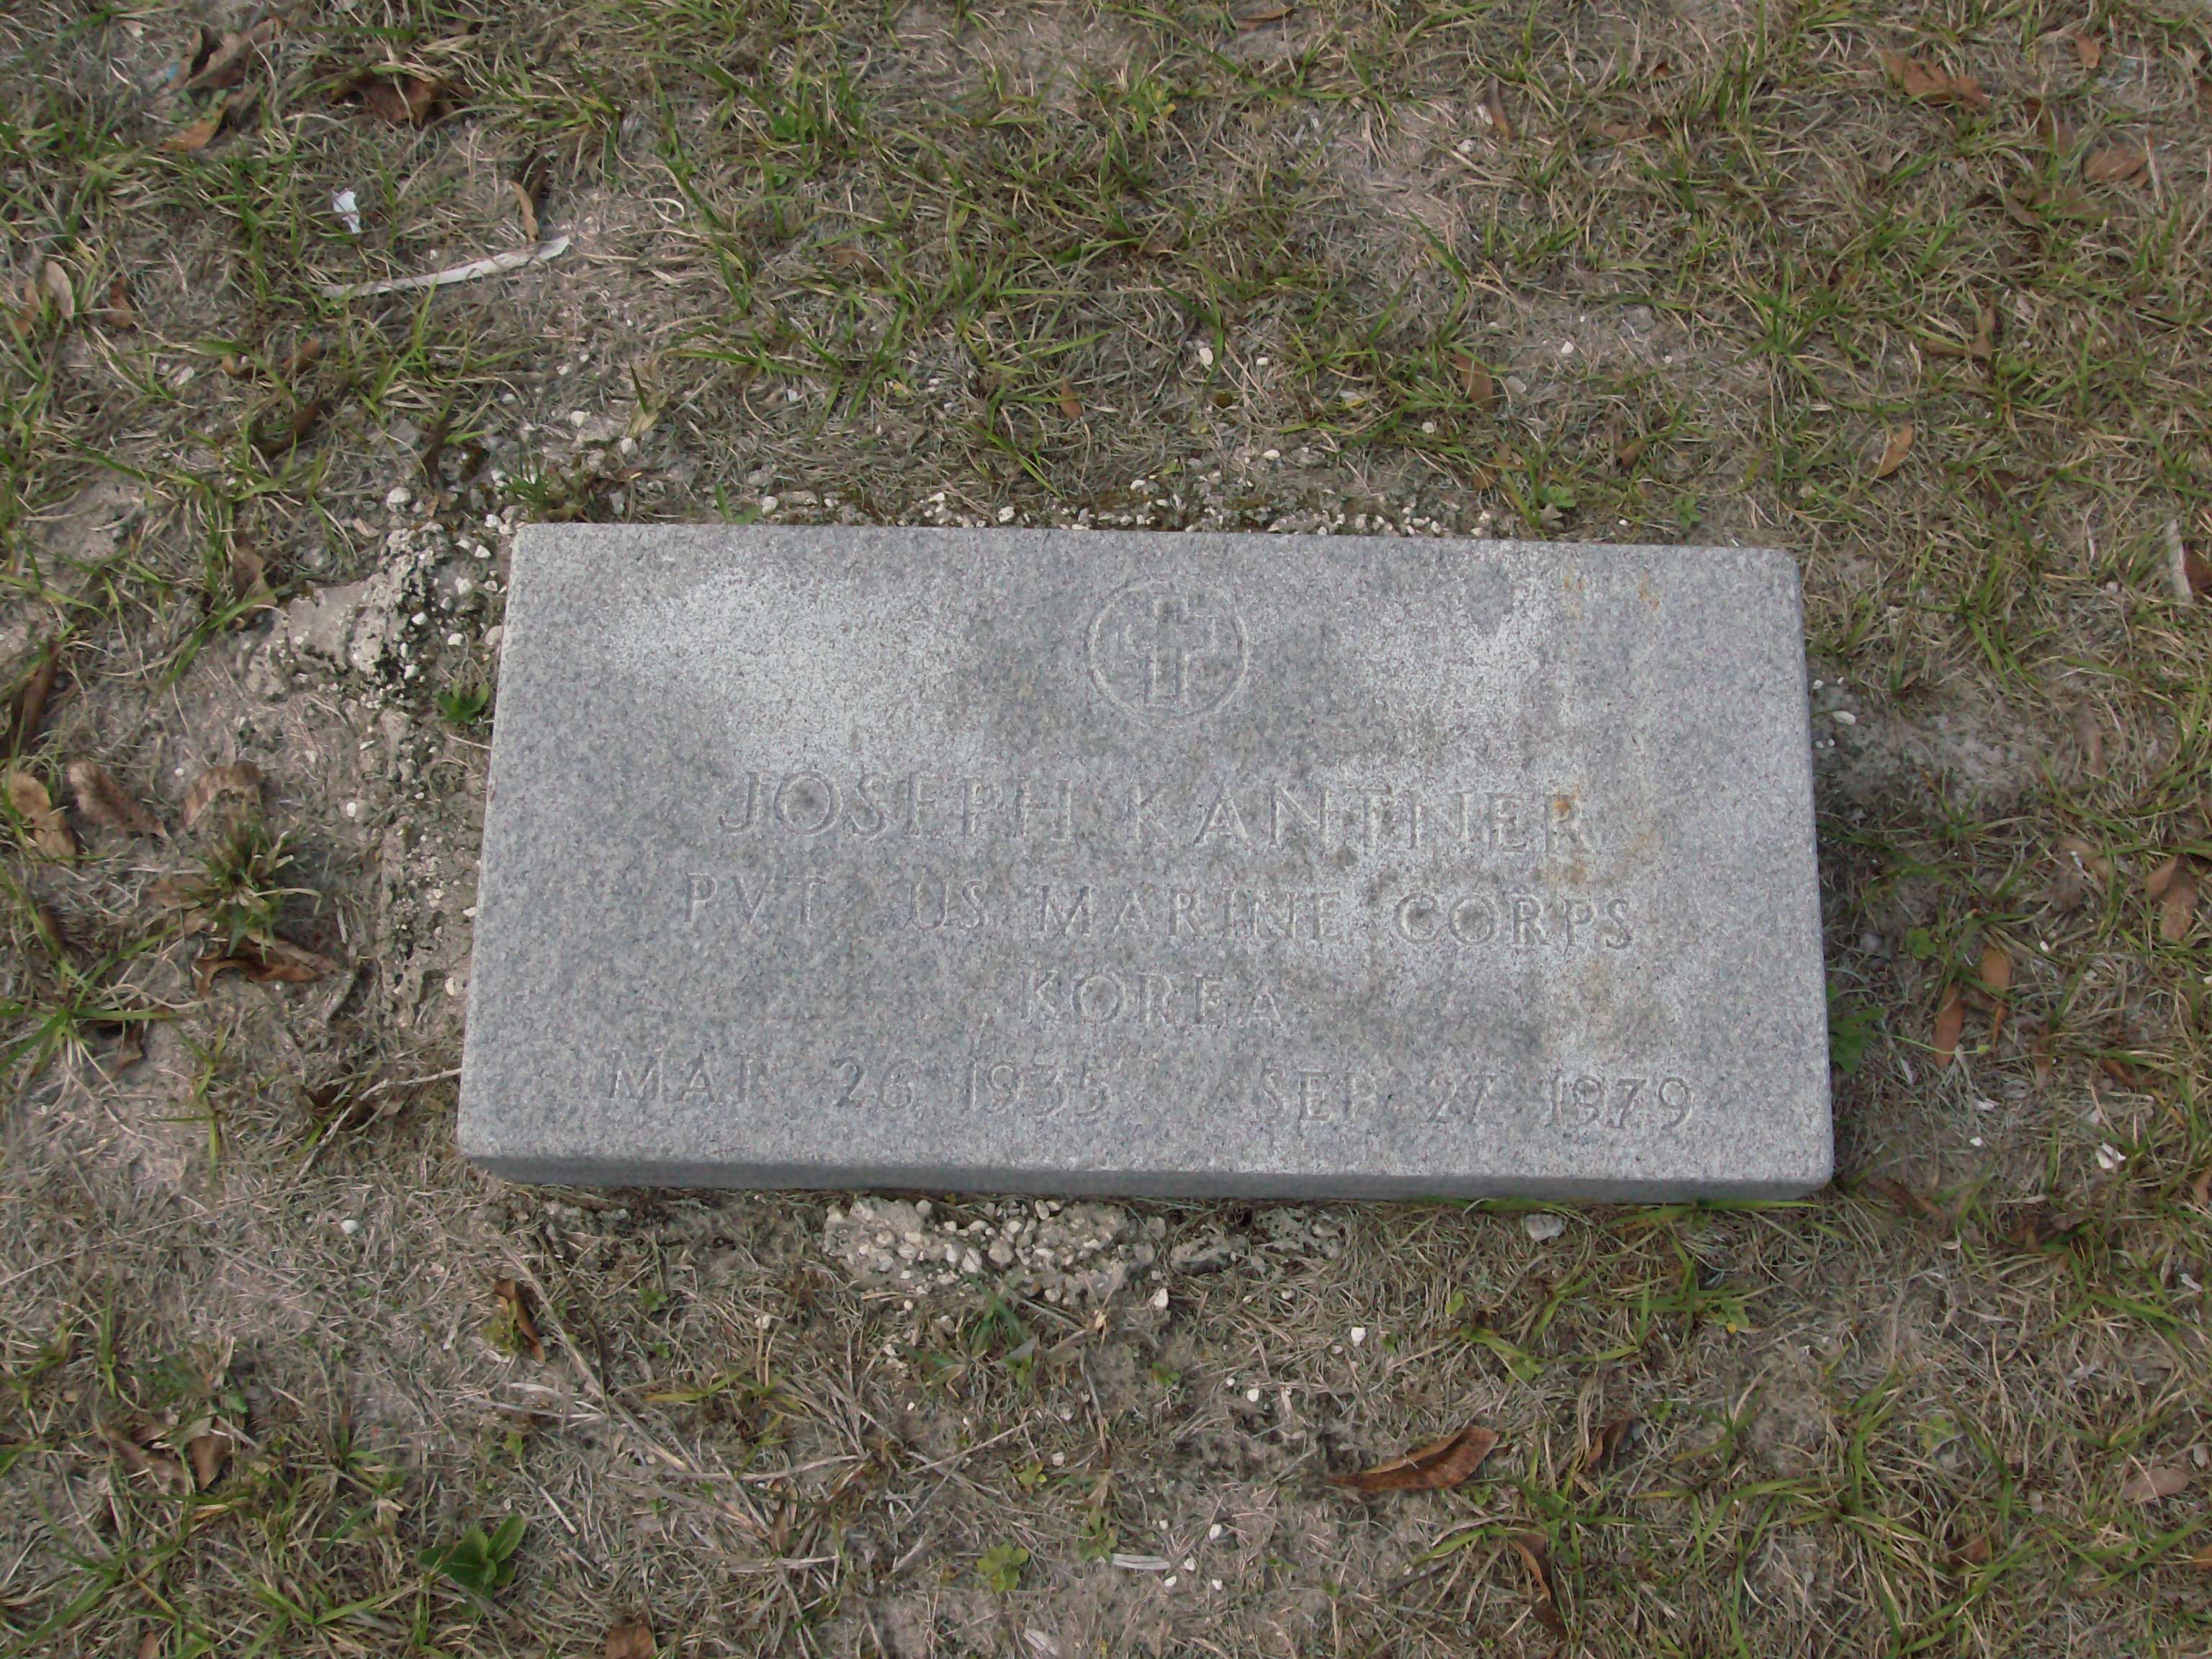 JOSEPH KANTNER
PVT US MARINE CORPS
KOREA
MAR 26 1935 SEP 27 1979